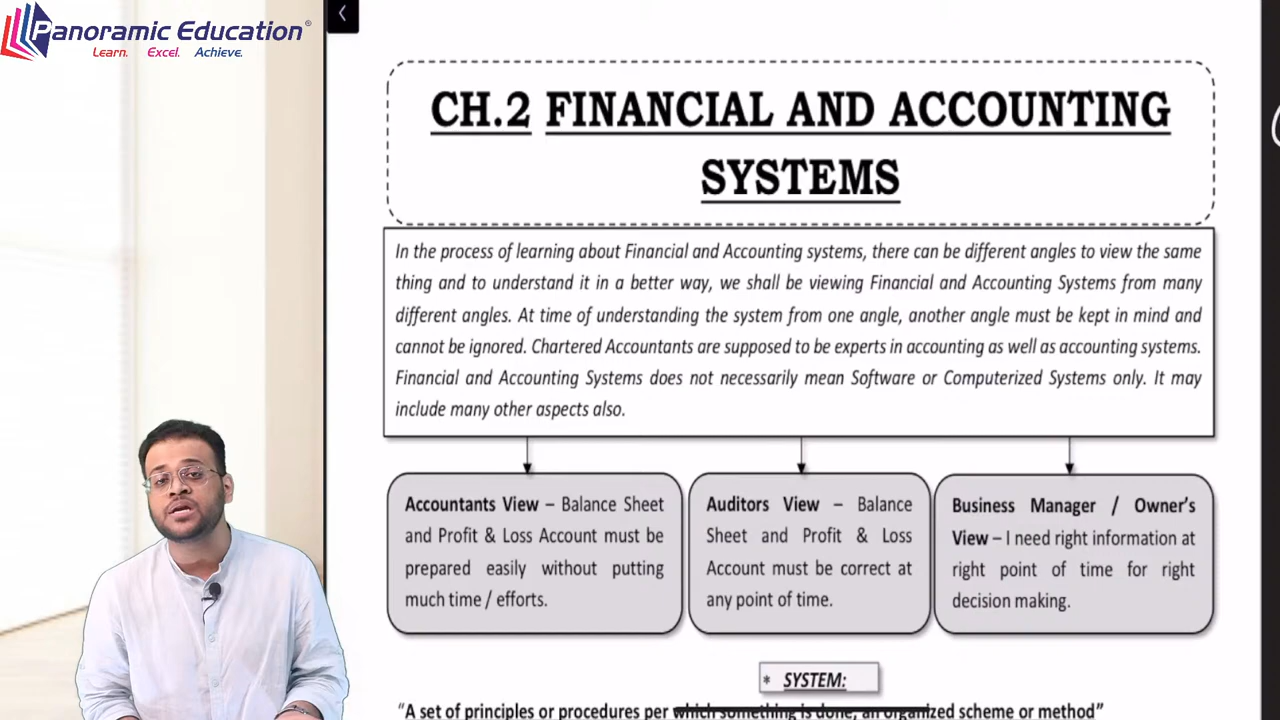 Panoramic Education®
Learn. Excel. Achieve.
CH.2 FINANCIAL AND ACCOUNTING
SYSTEMS
In the process of learning about Financial and Accounting systems, there can be different angles to view the same
thing and to understand it in a better way, we shall be viewing Financial and Accounting Systems from many
different angles. At time of understanding the system from one angle, another angle must be kept in mind and
cannot be ignored. Chartered Accountants are supposed to be experts in accounting as well as accounting systems.
Financial and Accounting Systems does not necessarily mean Software or Computerized Systems only. It may
include many other aspects also.
Accountants View – Balance Sheet
and Profit & Loss Account must be
prepared easily without putting
much time / efforts.
Auditors View – Balance
Sheet and Profit & Loss
Account must be correct at
any point of time.
Business Manager / Owner's
View – I need right information at
right point of time for right
decision making.
* SYSTEM:
"A set of principles or procedures per which something is done, an organized scheme or method"